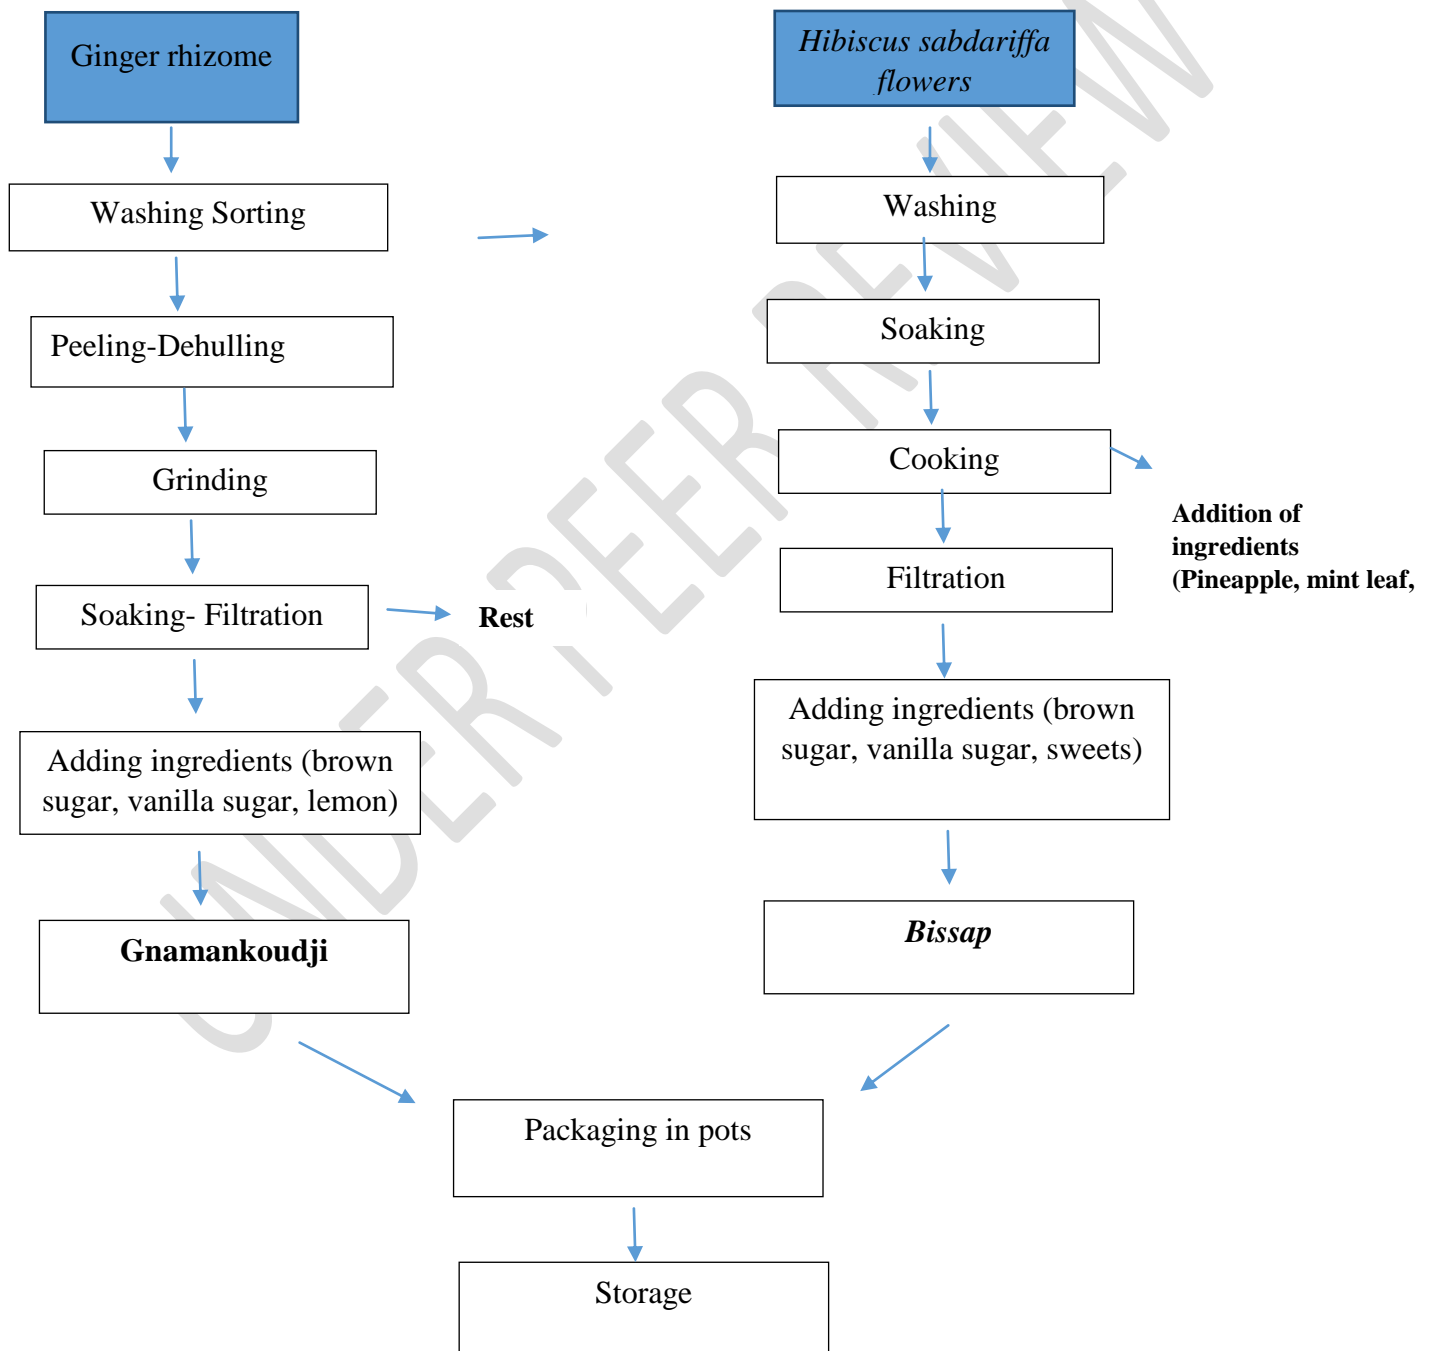 Ginger rhizome
Washing Sorting
Peeling-Dehulling
Grinding
Soaking- Filtration
Rest
Adding ingredients (brown
sugar, vanilla sugar, lemon)
Gnamankoudji
Hibiscus sabdariffa
flowers
Washing
Soaking
Cooking
Addition of
ingredients
(Pineapple, mint leaf,
Filtration
Adding ingredients (brown
sugar, vanilla sugar, sweets)
Bissap
Packaging in pots
Storage
UNDER PEER REVIEW